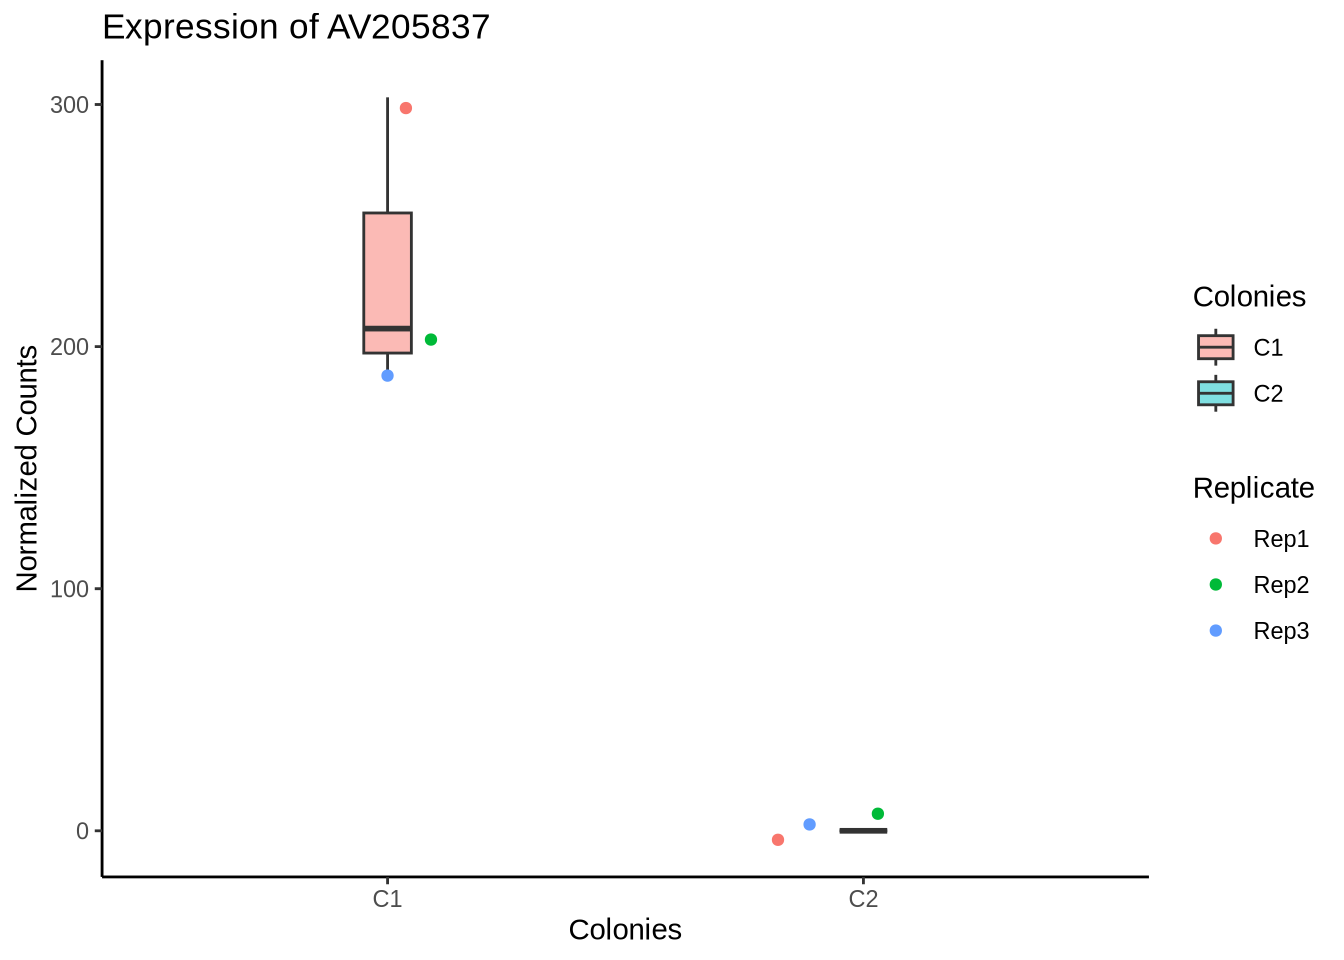 Expression of AV205837
300
200
100
0
Normalized Counts
C1
C2
Colonies
Colonies
C1
C2
Replicate
Rep1
Rep2
Rep3